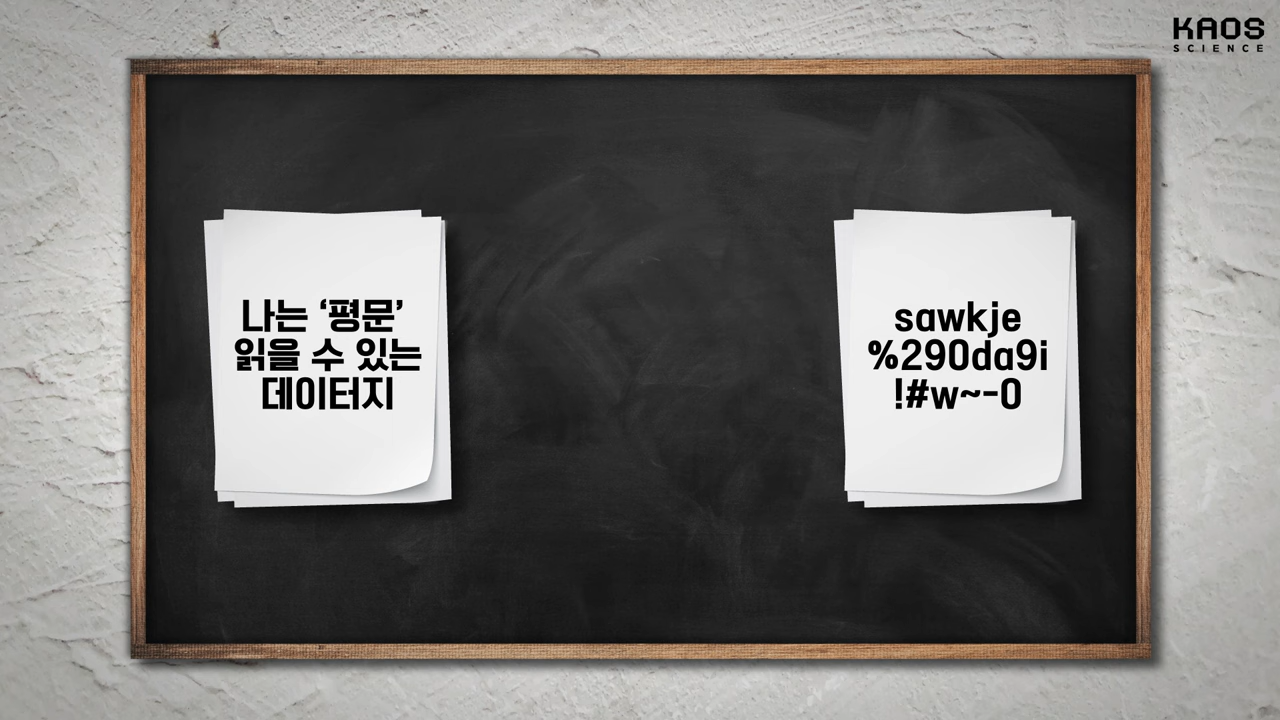 KAOS
SCIENCE
나는 ‘평문’
읽을 수 있는
데이터지
sawkje
%290da9i
!#w~-0